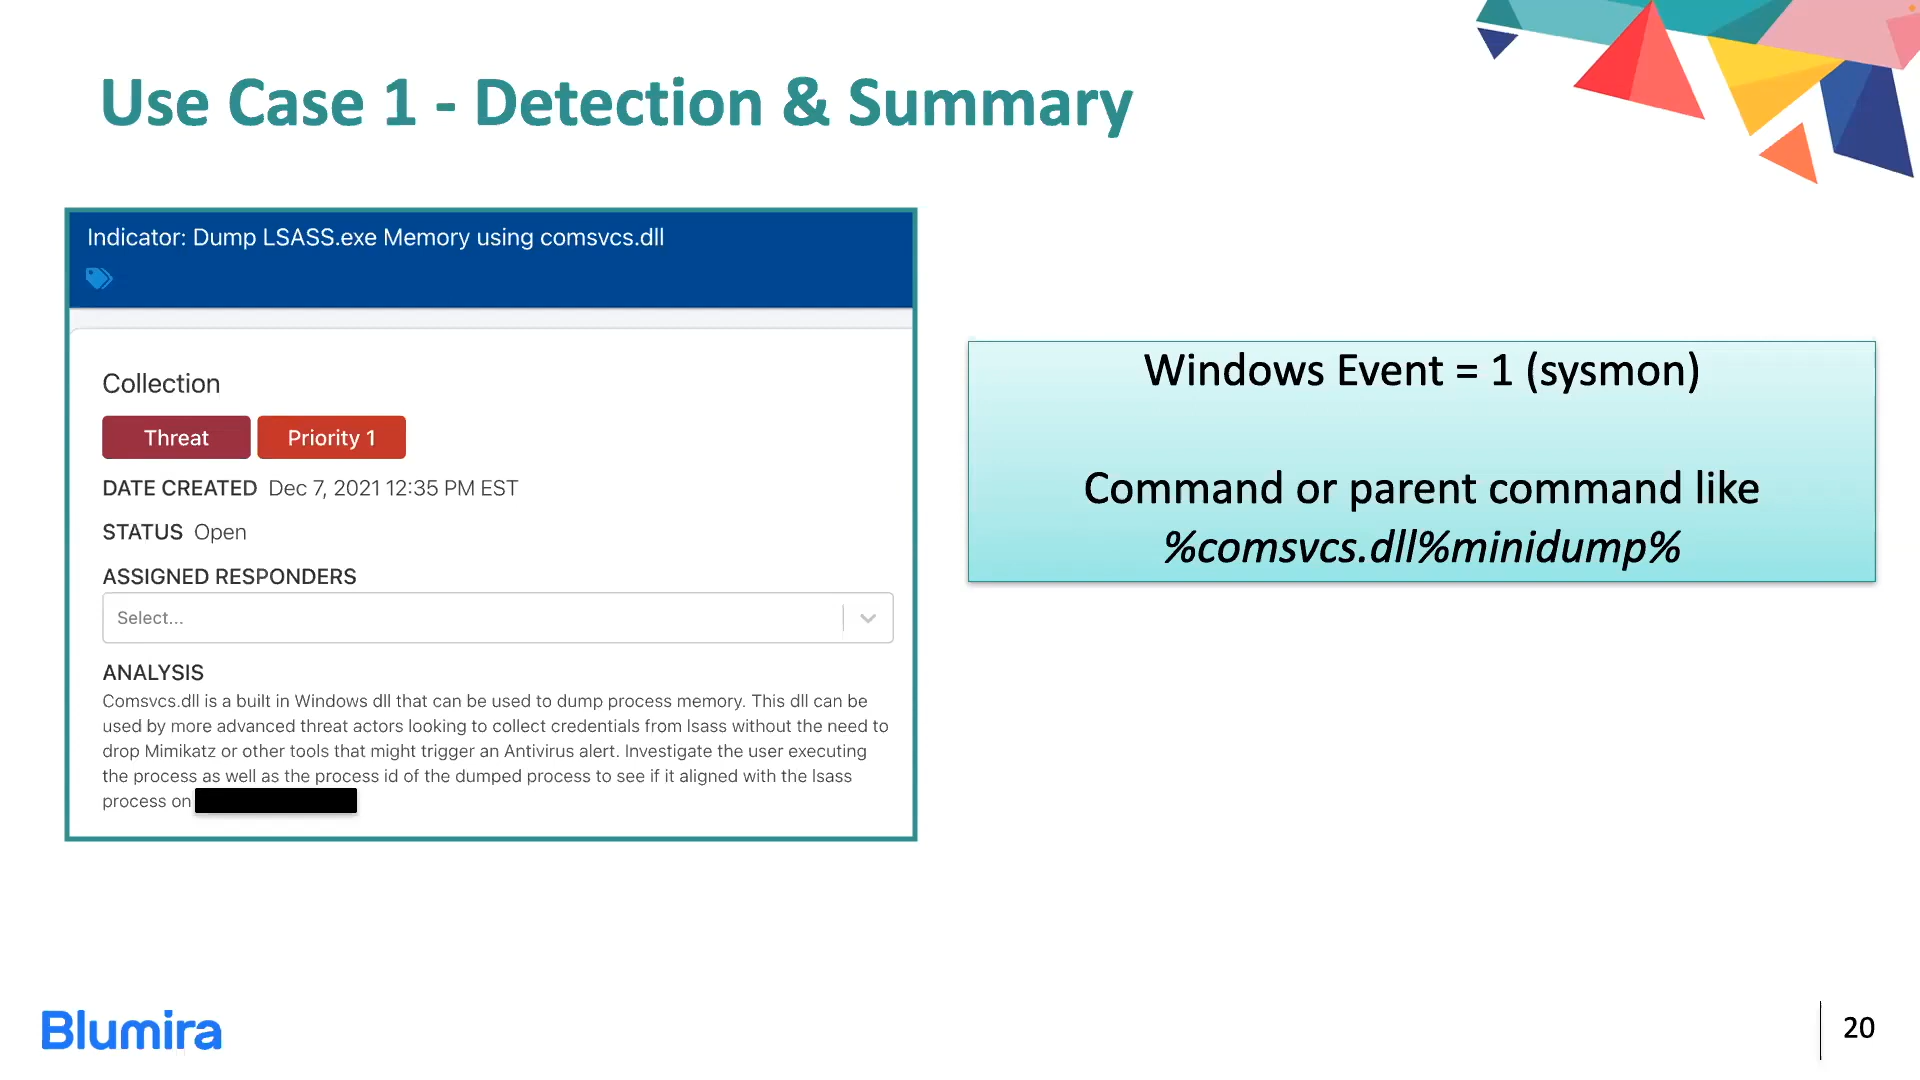 Use Case 1 - Detection & Summary
Indicator: Dump LSASS.exe Memory using comsvcs.dll
Collection
Threat
Priority 1
DATE CREATED Dec 7, 2021 12:35 PM EST
STATUS Open
ASSIGNED RESPONDERS
Select...
ANALYSIS
Comsvcs.dll is a built in Windows dll that can be used to dump process memory. This dll can be
used by more advanced threat actors looking to collect credentials from lsass without the need to
drop Mimikatz or other tools that might trigger an Antivirus alert. Investigate the user executing
the process as well as the process id of the dumped process to see if it aligned with the lsass
process on
Windows Event = 1 (sysmon)
Command or parent command like
%comsvcs.dll%minidump%
Blumira
20